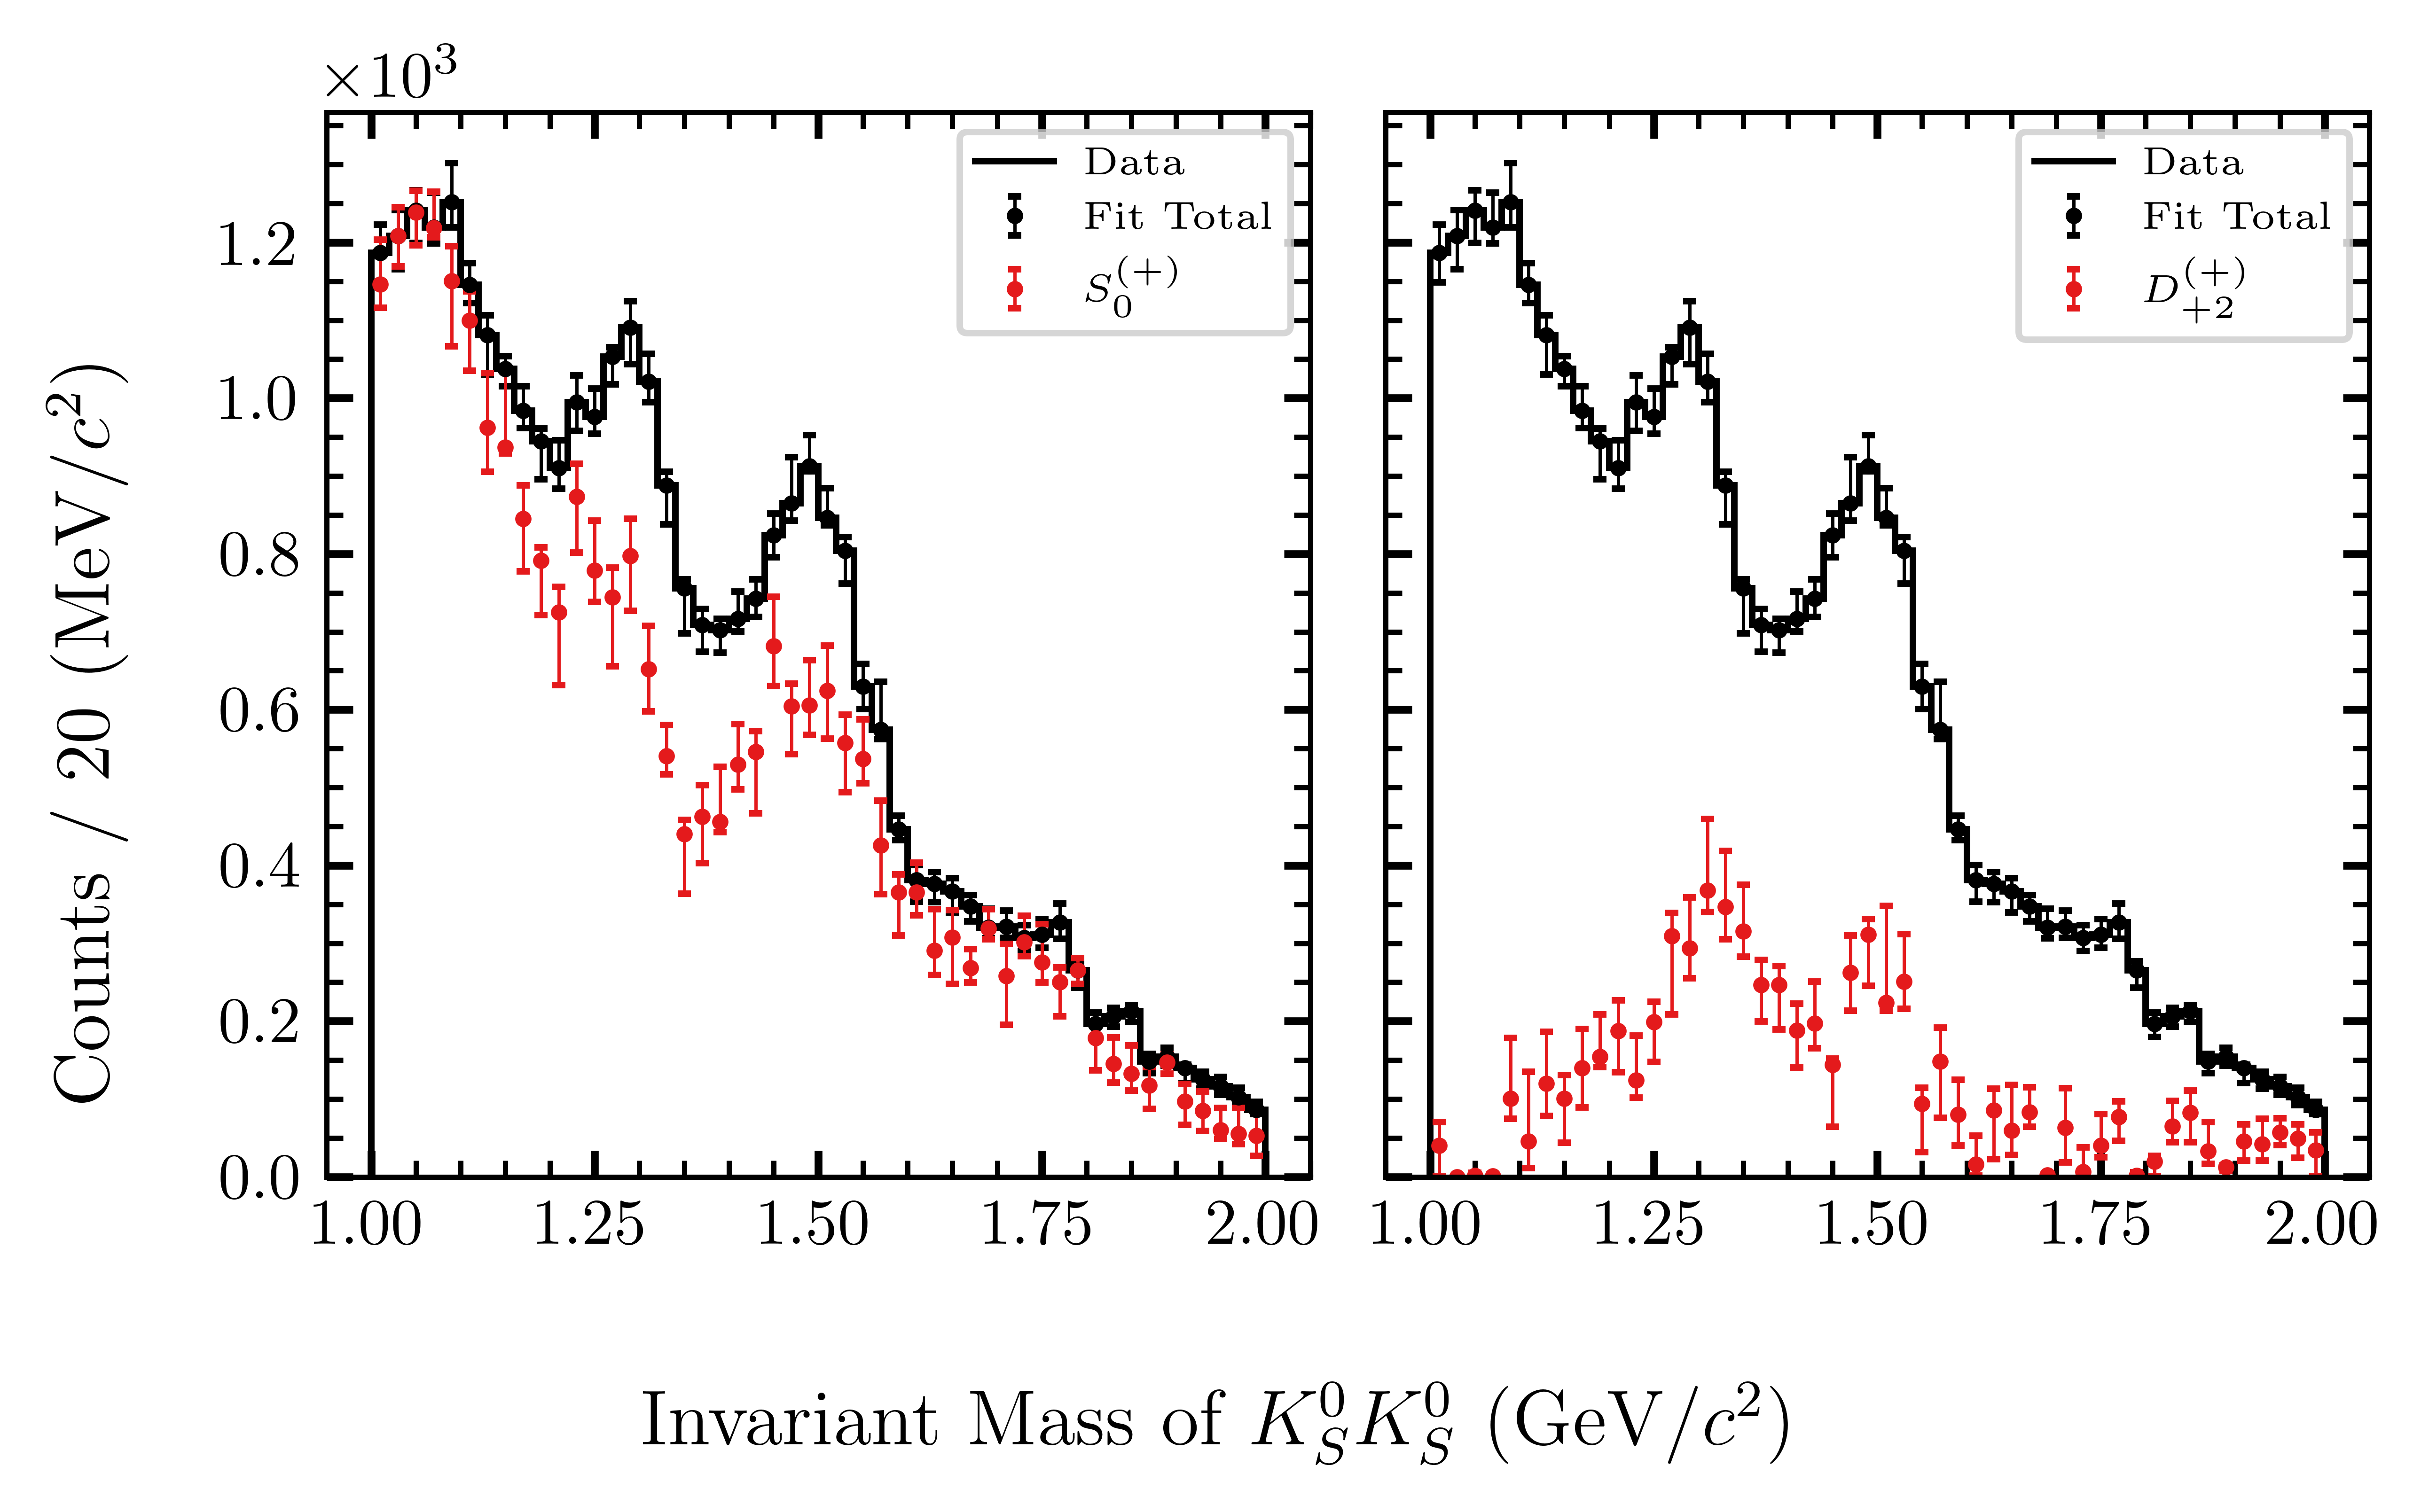 ×10³
Counts / 20 (MeV/c²)
1.2
1.0
0.8
0.6
0.4
0.2
0.0
Data
Fit Total
S₀⁽⁺⁾
1.00 1.25 1.50 1.75 2.00
Data
Fit Total
D₊₂⁽⁺⁾
1.00 1.25 1.50 1.75 2.00
Invariant Mass of K⁰_S K⁰_S (GeV/c²)